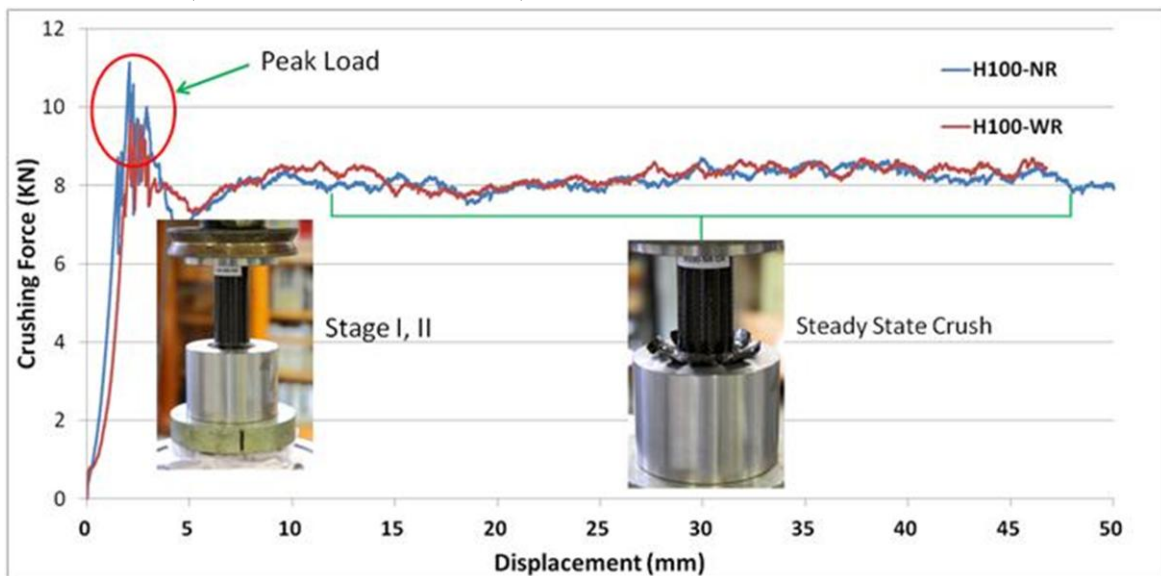 12
Crushing Force (KN)
Peak Load
H100-NR
10
H100-WR
8
6
Stage I, II
Steady State Crush
4
2
0
0 5 10 15 20 25 30 35 40 45 50
Displacement (mm)